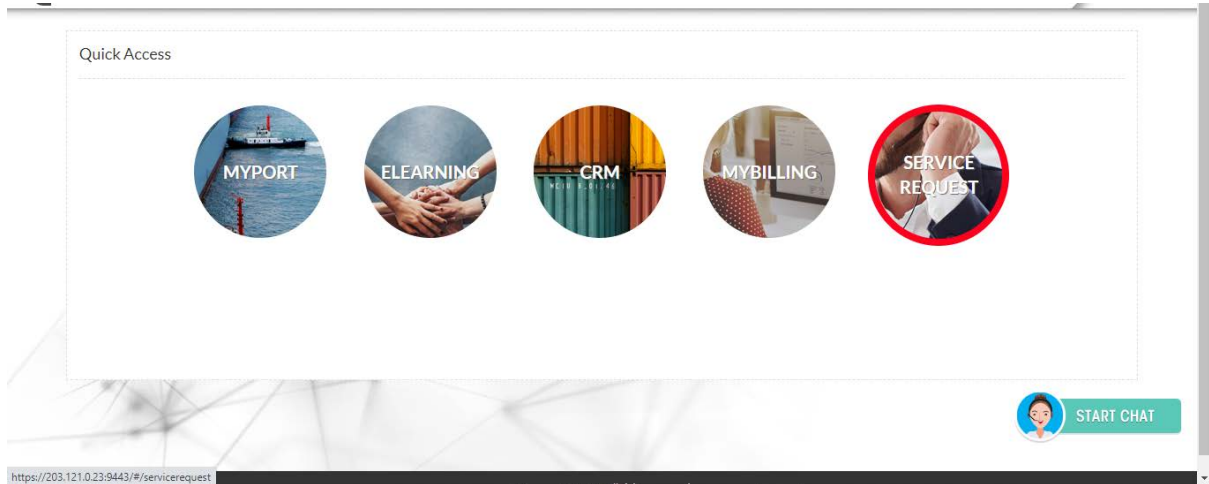 Quick Access
MYPORT
ELEARNING
CRM
MYBILLING
SERVICE
REQUEST
START CHAT
https://203.121.0.23:9443/#/servicerequest